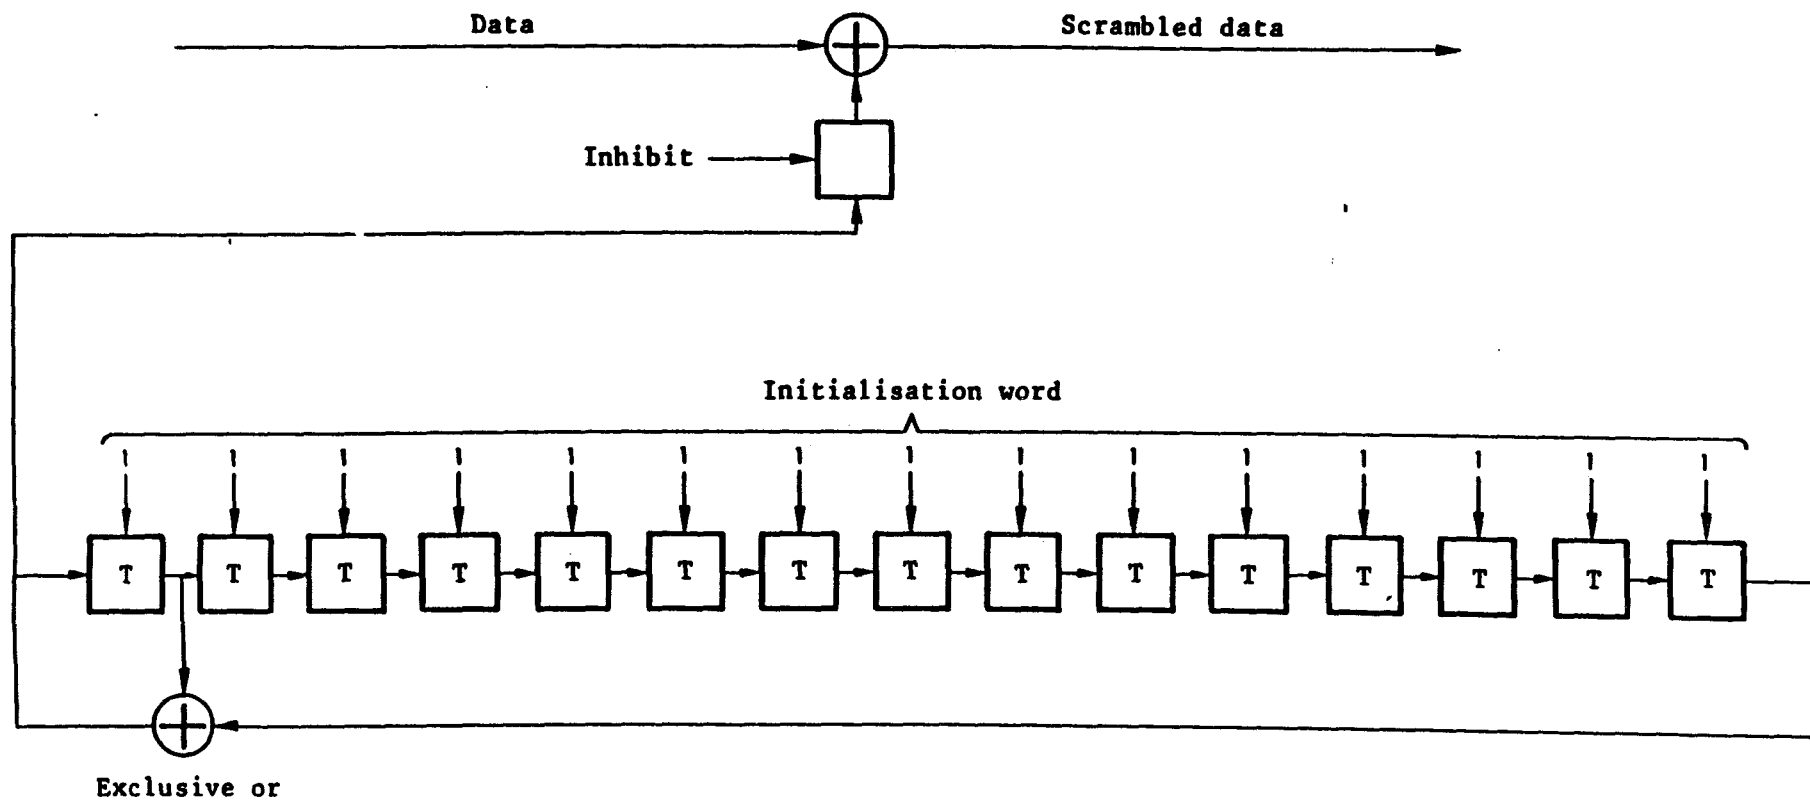 Data
Scrambled data
Inhibit
Initialisation word
T T T T T T T T T T T T T T T
Exclusive or